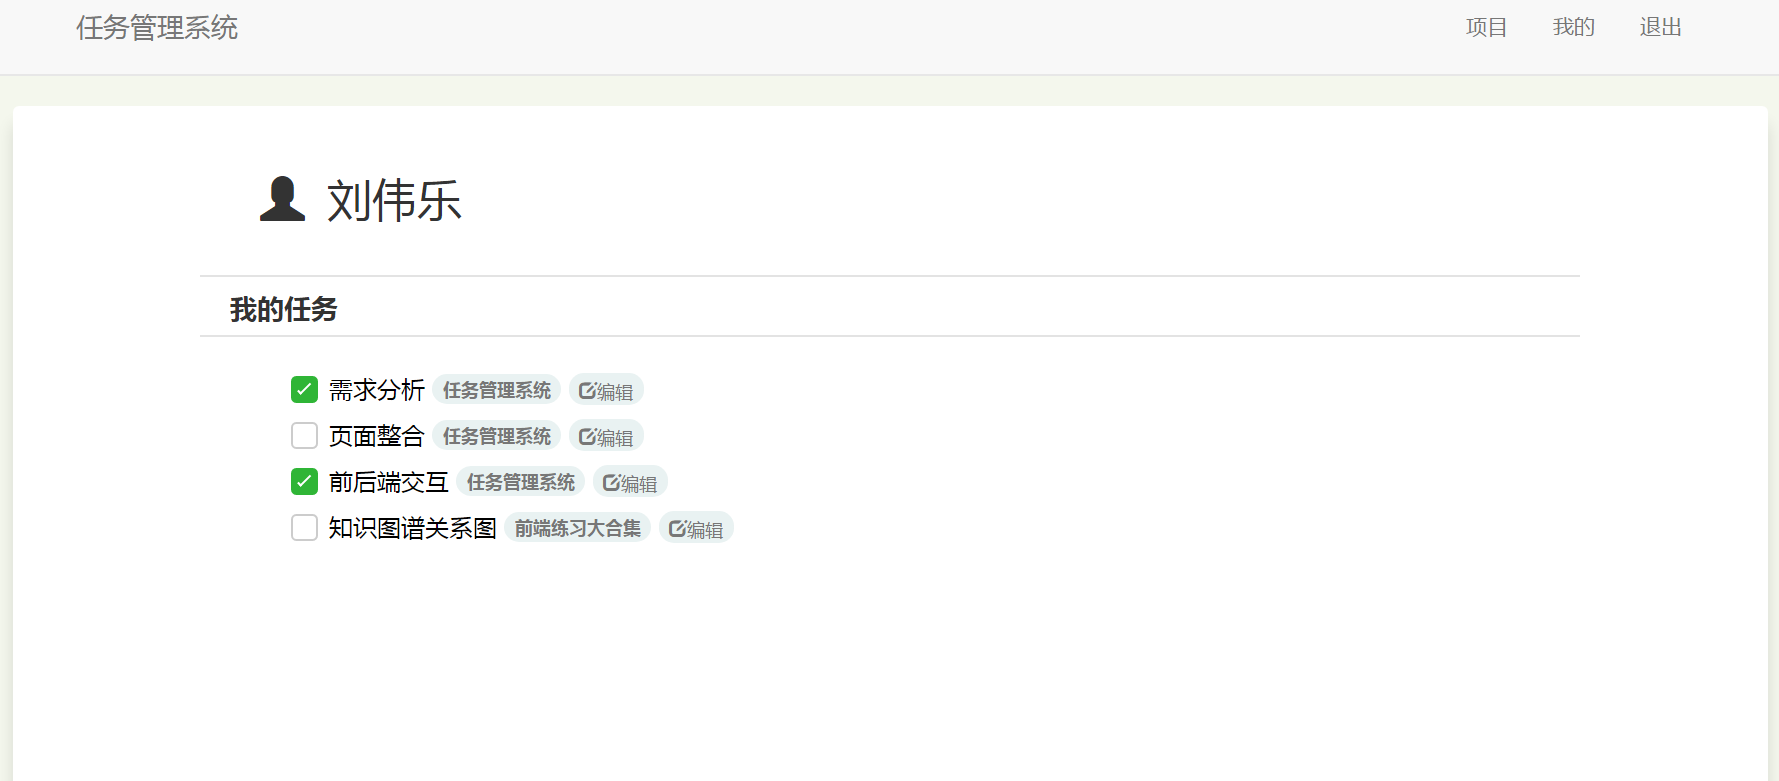 任务管理系统 项目 我的 退出
刘伟乐
我的任务
需求分析 任务管理系统 编辑
页面整合 任务管理系统 编辑
前后端交互 任务管理系统 编辑
知识图谱关系图 前端练习大合集 编辑